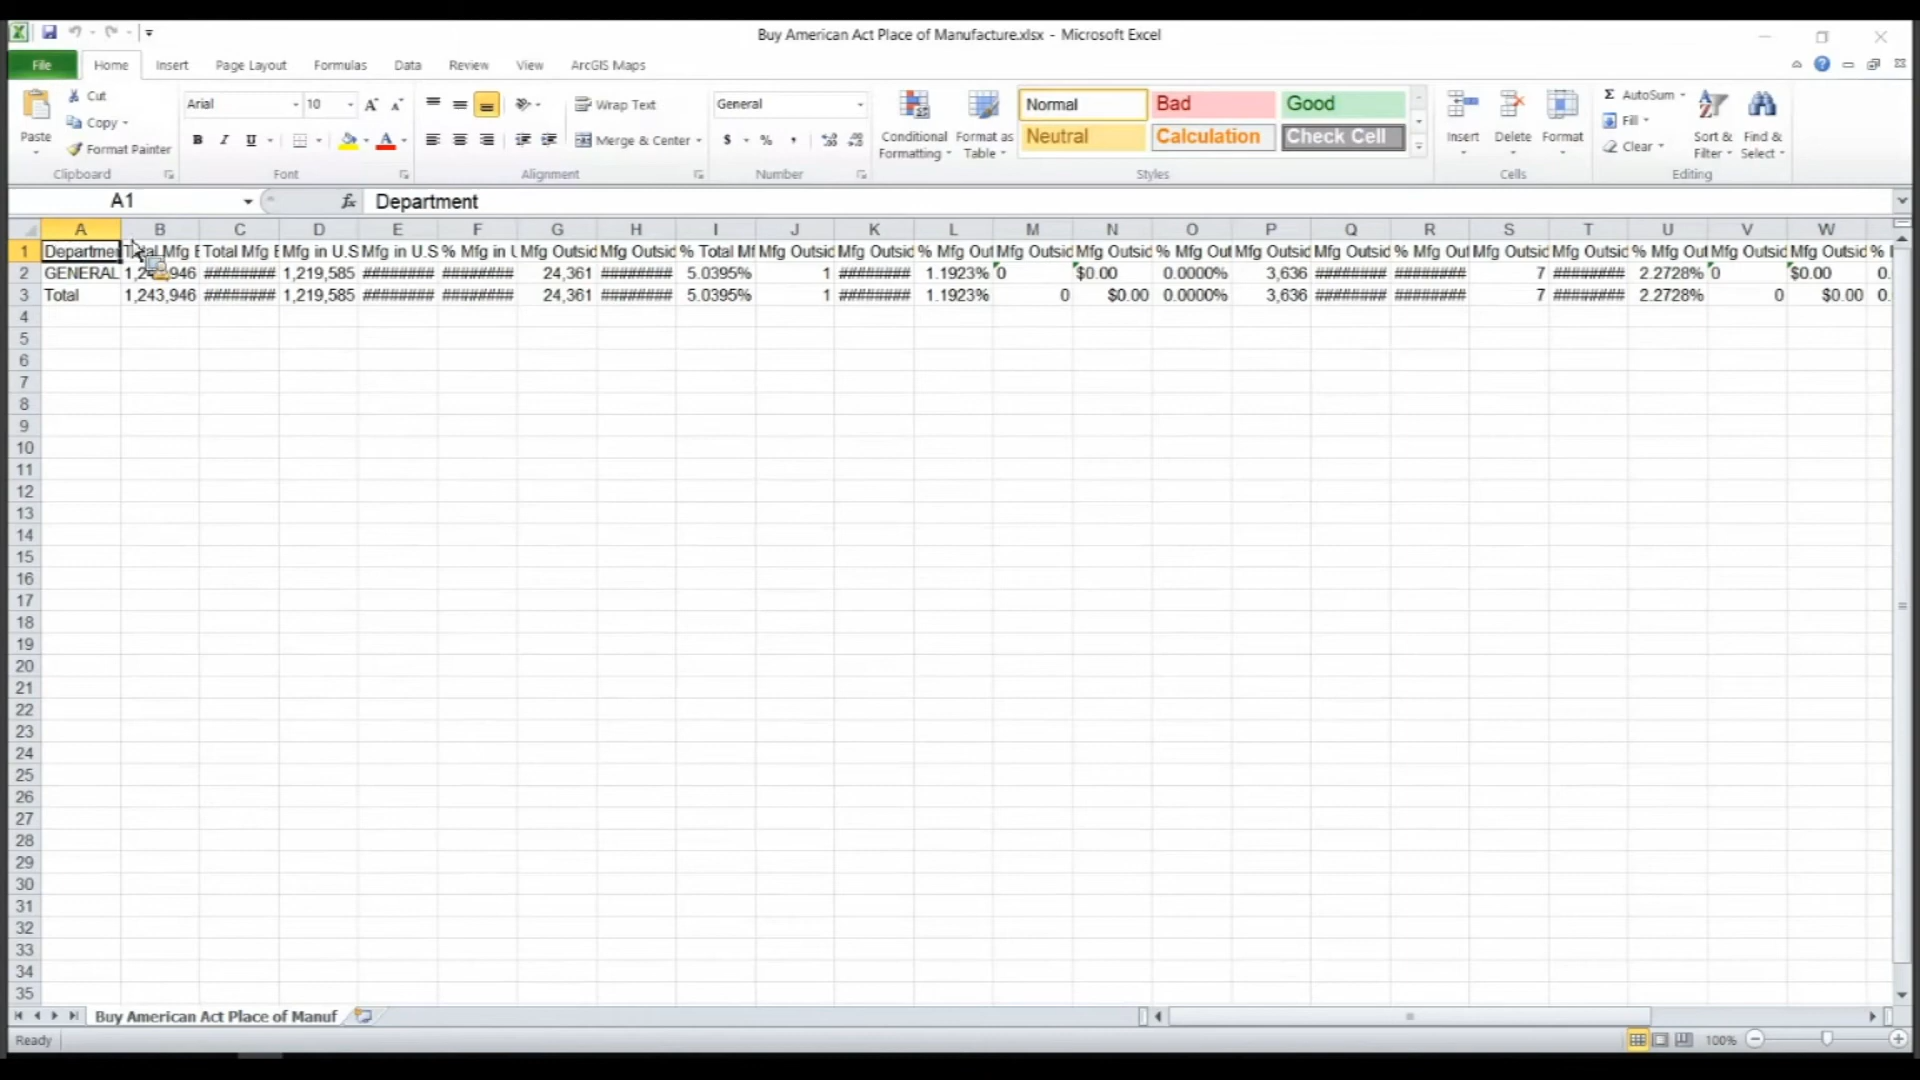 Buy American Act Place of Manufacture.xlsx - Microsoft Excel
File Home Insert Page Layout Formulas Data Review View ArcGIS Maps
Cut
Copy
Format Painter
Paste
Clipboard
Arial 10
B I U
Font
Wrap Text
Merge & Center
Alignment
General
$ % ,
Number
Conditional Formatting
Format as Table
Normal Bad Good
Neutral Calculation Check Cell
Styles
Insert Delete Format
Cells
Σ AutoSum
Fill
Clear
Sort & Filter
Find & Select
Editing
A1 fx Department
A B C D E F G H I J K L M N O P Q R S T U V W
1 Departmen Mfg E Total Mfg E Mfg in U.S Mfg in U.S % Mfg in U Mfg Outsid Mfg Outsid % Total Mf Mfg Outsid Mfg Outsid % Mfg Out Mfg Outsid Mfg Outsid % Mfg Out Mfg Outsid Mfg Outsid % Mfg Out Mfg Outsid Mfg Outsid % Mfg Out Mfg Outsid Mfg Outsid %
2 GENERAL ######## 1,219,585 ######## ######## 24,361 ######## 5.0395% 1 ######## 1.1923% 0 $0.00 0.0000% 3,636 ######## ######## 7 ######## 2.2728% 0 $0.00 0.
3 Total 1,243,946 ######## 1,219,585 ######## ######## 24,361 ######## 5.0395% 1 ######## 1.1923% 0 $0.00 0.0000% 3,636 ######## ######## 7 ######## 2.2728% 0 $0.00 0.
4
5
6
7
8
9
10
11
12
13
14
15
16
17
18
19
20
21
22
23
24
25
26
27
28
29
30
31
32
33
34
35
Buy American Act Place of Manuf
Ready 100%